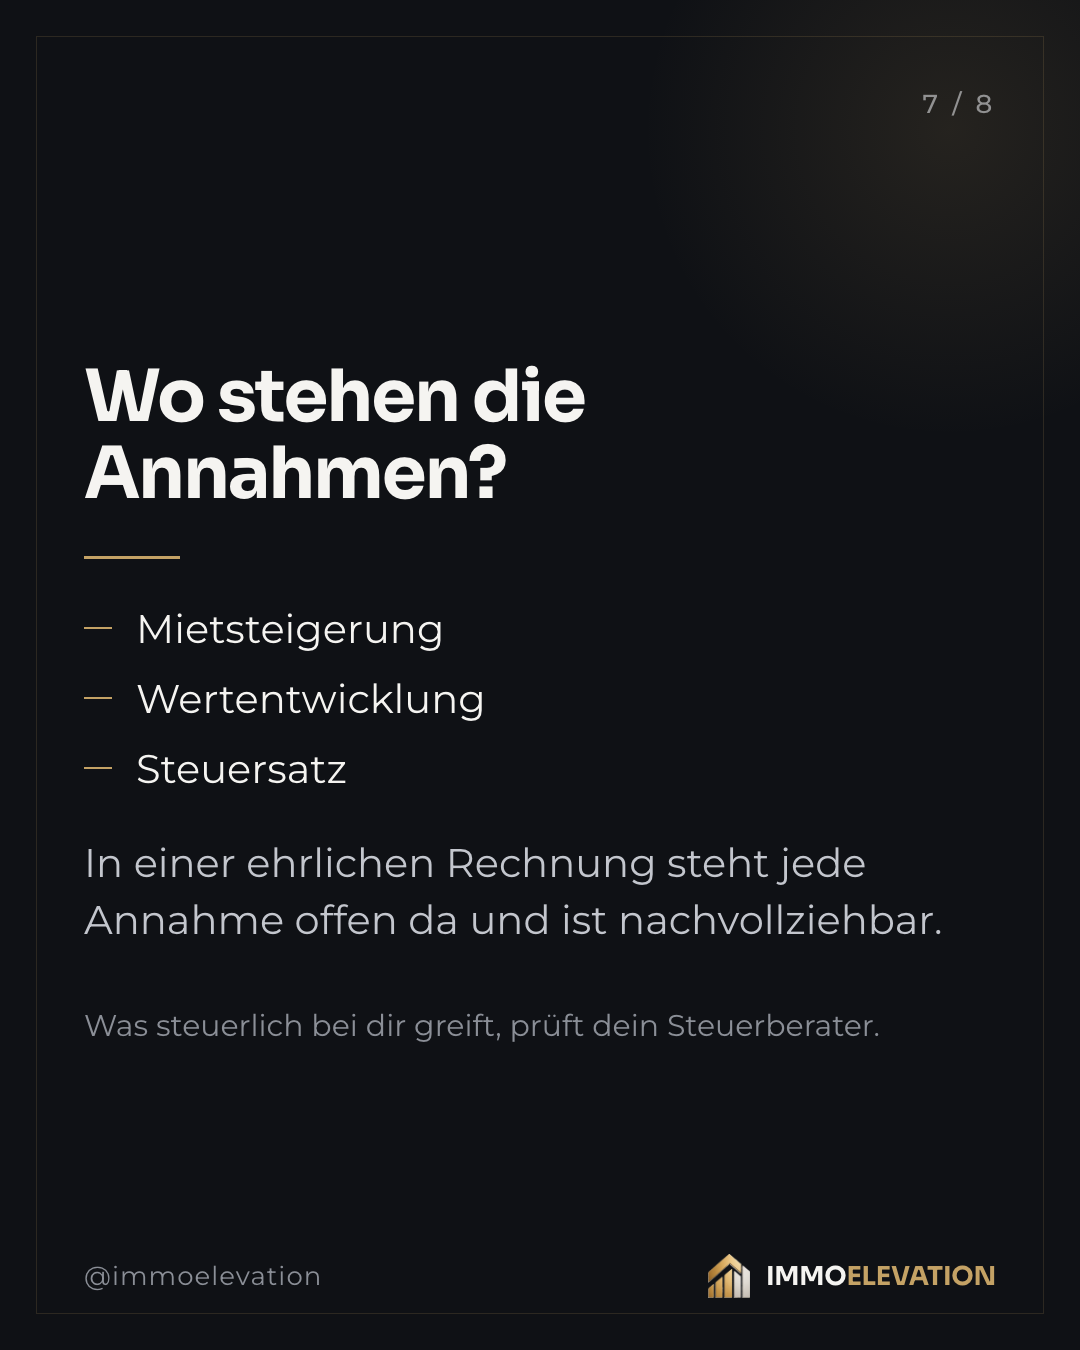 7 / 8
Wo stehen die
Annahmen?
— Mietsteigerung
— Wertentwicklung
— Steuersatz
In einer ehrlichen Rechnung steht jede
Annahme offen da und ist nachvollziehbar.
Was steuerlich bei dir greift, prüft dein Steuerberater.
@immoelevation
IMMOELEVATION